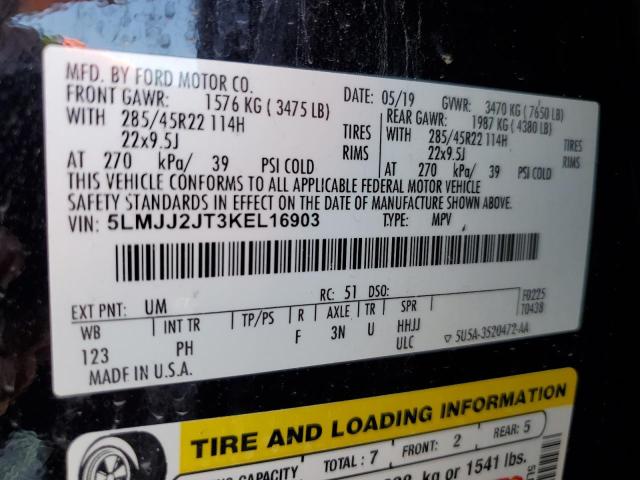 MFD. BY FORD MOTOR CO.
DATE: 05/19 GVWR: 3470 KG (7650 LB)
FRONT GAWR: 1576 KG (3475 LB) REAR GAWR: 1987 KG (4380 LB)
WITH 285/45R22 114H TIRES WITH 285/45R22 114H TIRES
22x9.5J RIMS 22x9.5J RIMS
AT 270 kPa/ 39 PSI COLD AT 270 kPa/ 39 PSI COLD
THIS VEHICLE CONFORMS TO ALL APPLICABLE FEDERAL MOTOR VEHICLE
SAFETY STANDARDS IN EFFECT ON THE DATE OF MANUFACTURE SHOWN ABOVE.
VIN: 5LMJJ2JT3KEL16903 TYPE: MPV
EXT PNT: UM RC: 51 DSO: F0225
WB INT TR TP/PS R AXLE TR SPR T0438
123 PH F 3N U HHJJ
ULC ▽ 5U5A-3520472-AA
MADE IN U.S.A.
TIRE AND LOADING INFORMATION
CAPACITY TOTAL: 7 FRONT: 2 REAR: 5
kg or 1541 lbs.